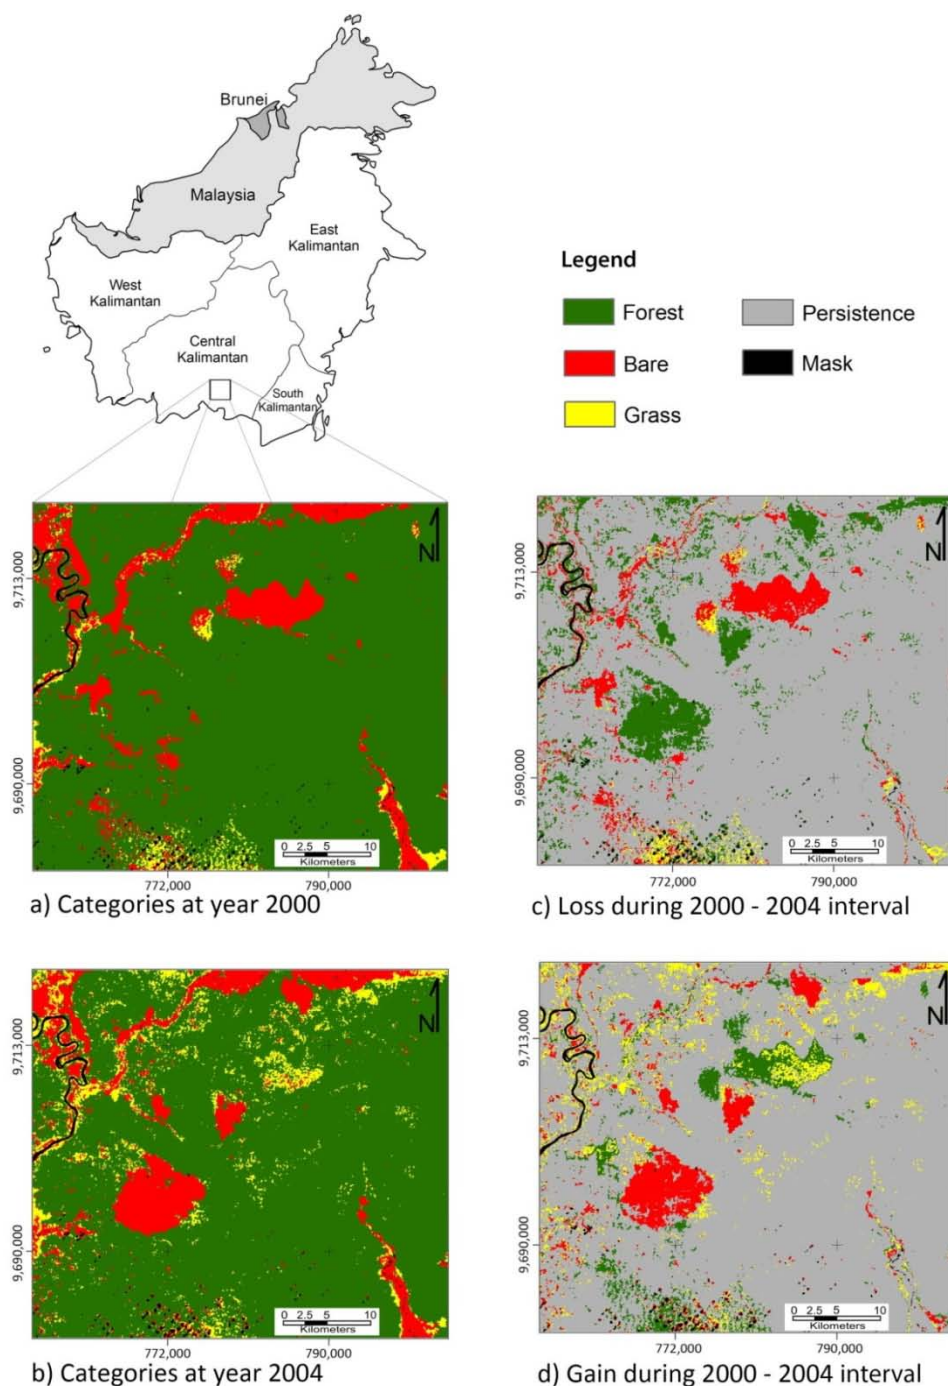 Brunei
Malaysia
East
Kalimantan
West
Kalimantan
Central
Kalimantan
South
Kalimantan
Legend
Forest
Persistence
Bare
Mask
Grass
9,713,000
9,690,000
N
0 2.5 5 10
Kilometers
772,000
790,000
a) Categories at year 2000
9,713,000
9,690,000
N
0 2.5 5 10
Kilometers
772,000
790,000
c) Loss during 2000 - 2004 interval
9,713,000
9,690,000
N
0 2.5 5 10
Kilometers
772,000
790,000
b) Categories at year 2004
9,713,000
9,690,000
N
0 2.5 5 10
Kilometers
772,000
790,000
d) Gain during 2000 - 2004 interval